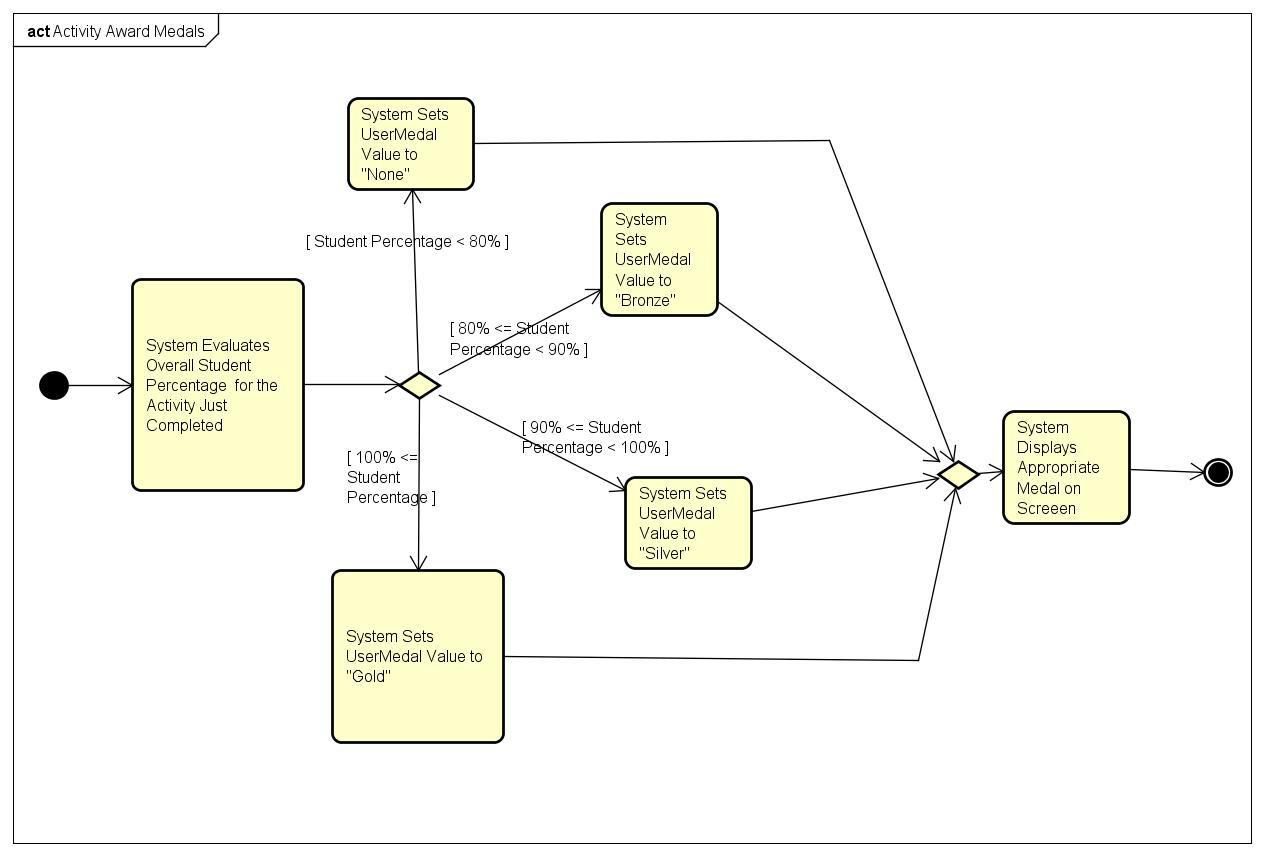 act Activity Award Medals
System Sets
UserMedal
Value to
"None"
[ Student Percentage < 80% ]
System
Sets
UserMedal
Value to
"Bronze"
[ 80% <= Student
Percentage < 90% ]
System Evaluates
Overall Student
Percentage for the
Activity Just
Completed
[ 90% <= Student
Percentage < 100% ]
[ 100% <=
Student
Percentage ]
System Sets
UserMedal
Value to
"Silver"
System
Displays
Appropriate
Medal on
Screeen
System Sets
UserMedal Value to
"Gold"